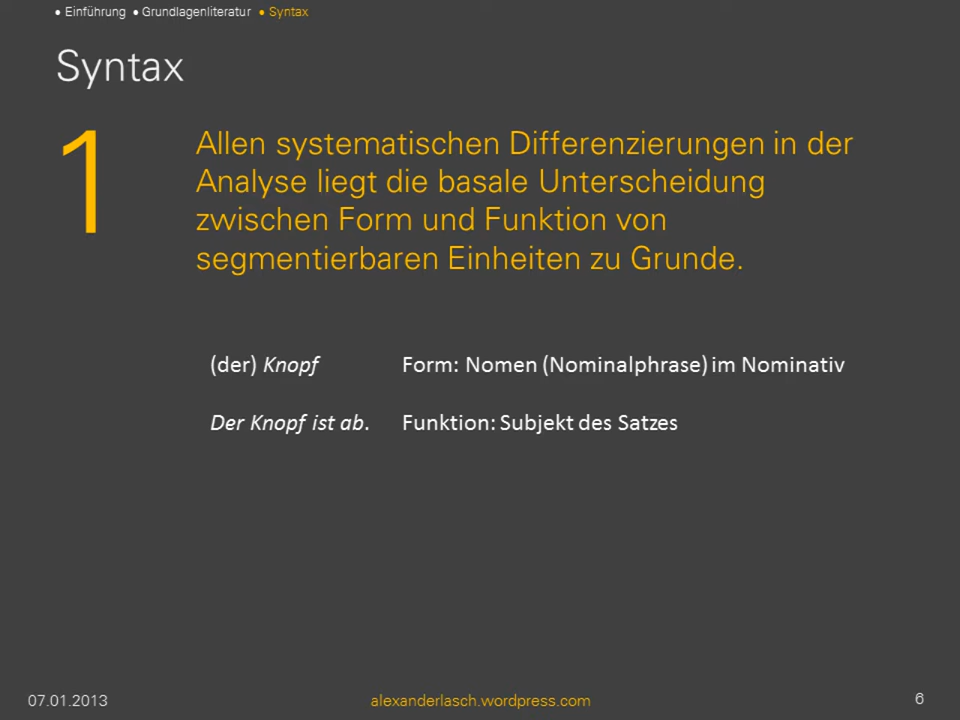 • Einführung • Grundlagenliteratur • Syntax
Syntax
1
Allen systematischen Differenzierungen in der
Analyse liegt die basale Unterscheidung
zwischen Form und Funktion von
segmentierbaren Einheiten zu Grunde.
(der) Knopf Form: Nomen (Nominalphrase) im Nominativ
Der Knopf ist ab. Funktion: Subjekt des Satzes
07.01.2013 alexanderlasch.wordpress.com 6